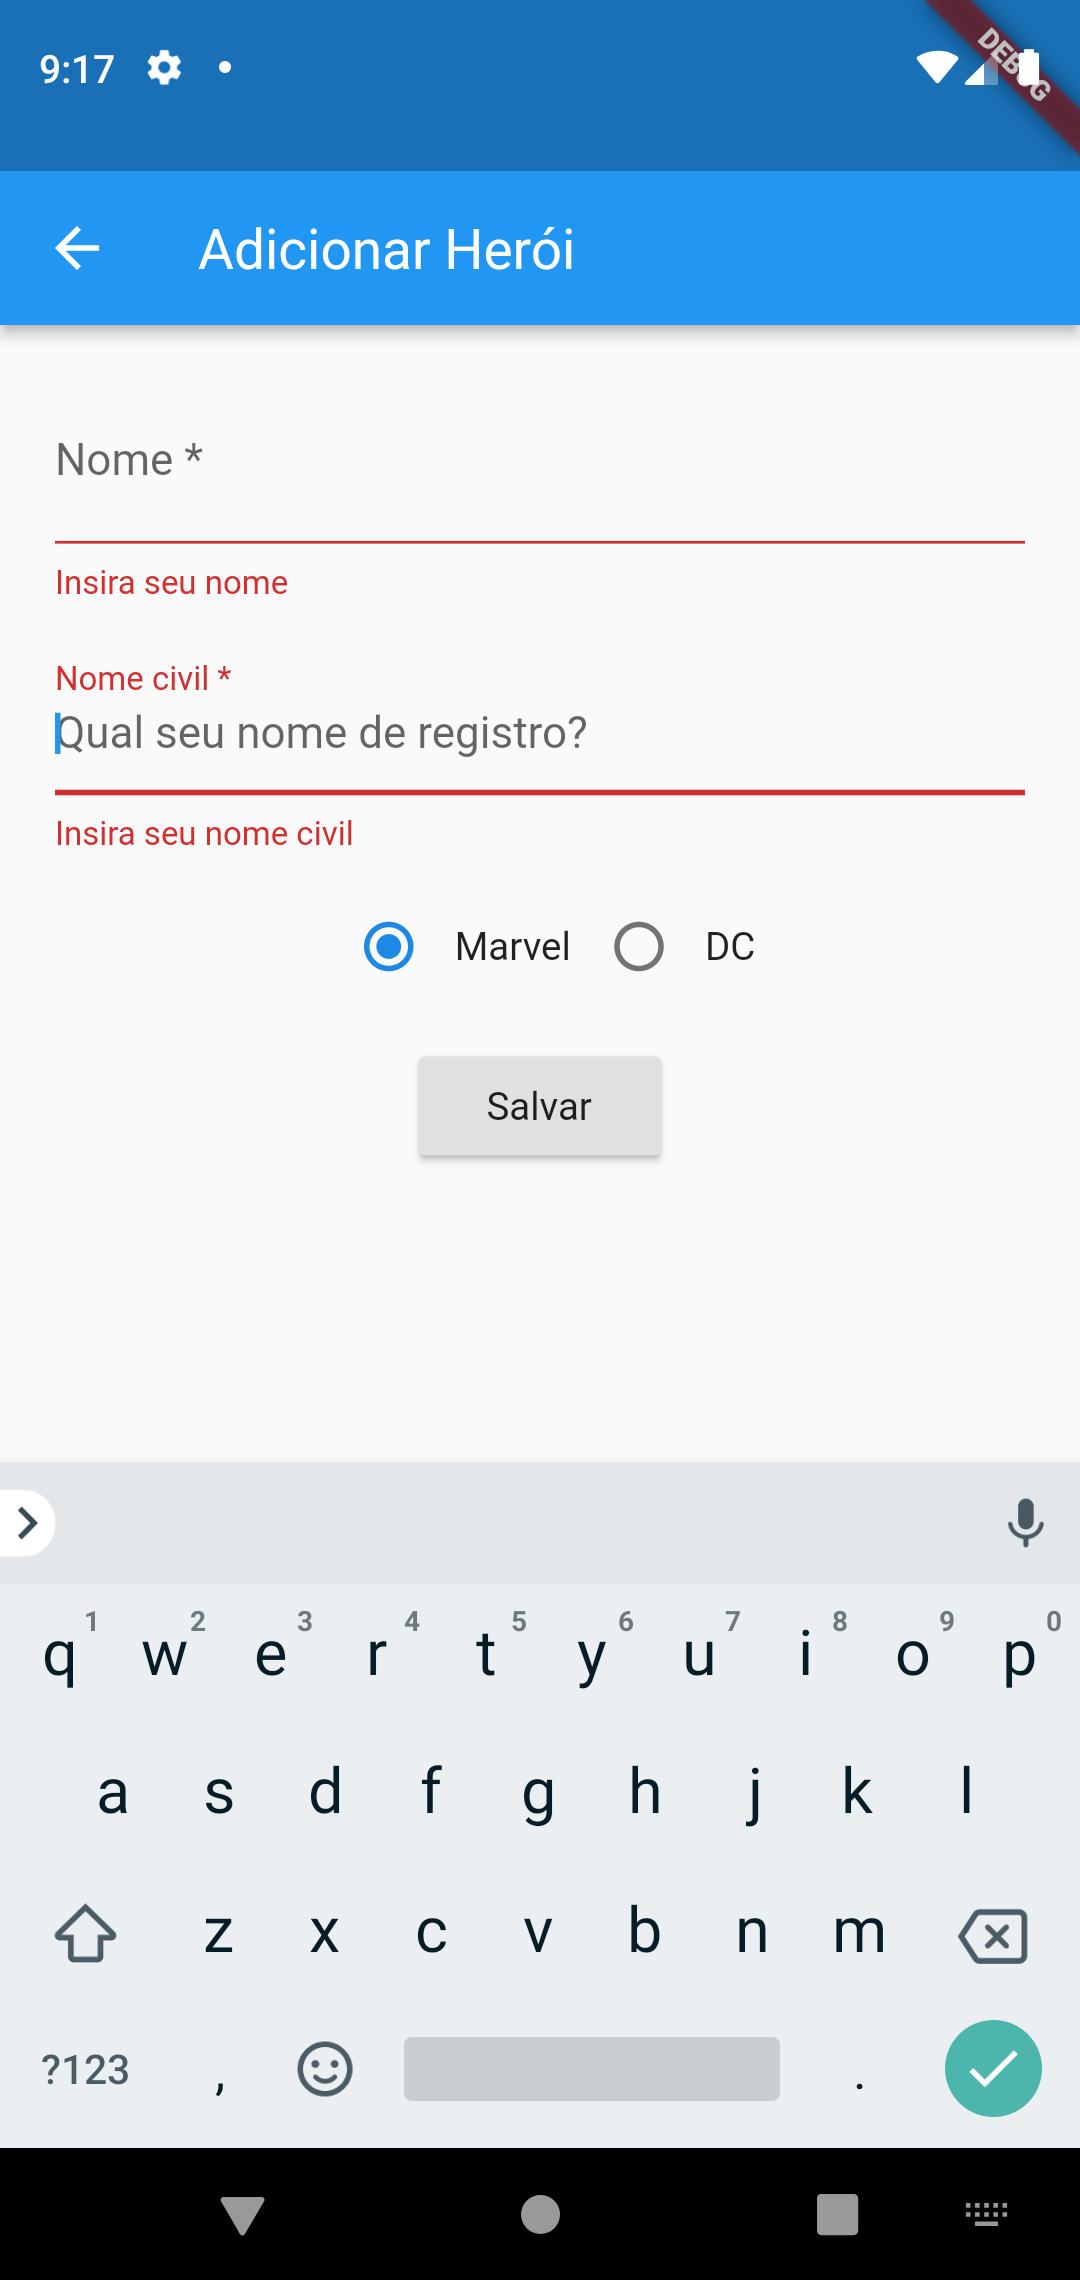 9:17
DEBUG
Adicionar Herói
Nome *
Insira seu nome
Nome civil *
Qual seu nome de registro?
Insira seu nome civil
Marvel DC
Salvar
1 2 3 4 5 6 7 8 9 0
q w e r t y u i o p
a s d f g h j k l
z x c v b n m
?123 , .